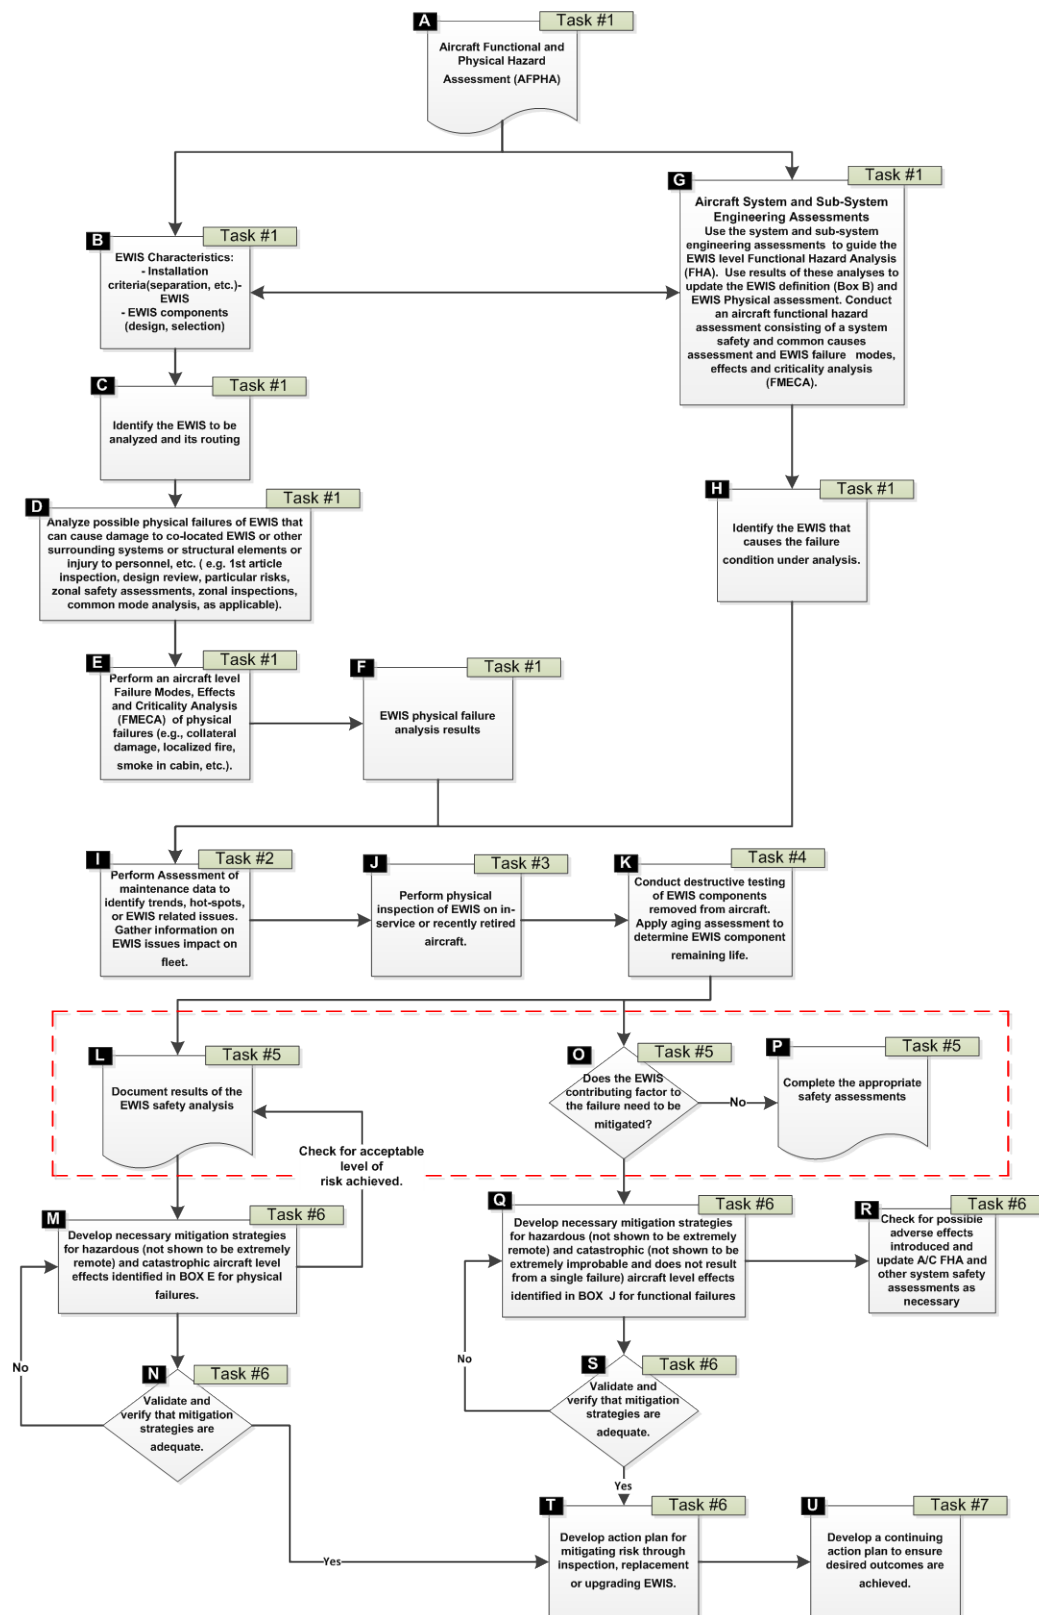 A
Task #1
Aircraft Functional and
Physical Hazard
Assessment (AFPHA)
B
Task #1
EWIS Characteristics:
- Installation
criteria(separation, etc.)-
EWIS
- EWIS components
(design, selection)
G
Task #1
Aircraft System and Sub-System
Engineering Assessments
Use the system and sub-system
engineering assessments to guide the
EWIS level Functional Hazard Analysis
(FHA). Use results of these analyses to
update the EWIS definition (Box B) and
EWIS Physical assessment. Conduct
an aircraft functional hazard
assessment consisting of a system
safety and common causes
assessment and EWIS failure modes,
effects and criticality analysis
(FMECA).
C
Task #1
Identify the EWIS to be
analyzed and its routing
D
Task #1
Analyze possible physical failures of EWIS that
can cause damage to co-located EWIS or other
surrounding systems or structural elements or
injury to personnel, etc. ( e.g. 1st article
inspection, design review, particular risks,
zonal safety assessments, zonal inspections,
common mode analysis, as applicable).
H
Task #1
Identify the EWIS that
causes the failure
condition under analysis.
E
Task #1
Perform an aircraft level
Failure Modes, Effects
and Criticality Analysis
(FMECA) of physical
failures (e.g., collateral
damage, localized fire,
smoke in cabin, etc.).
F
Task #1
EWIS physical failure
analysis results
I
Task #2
Perform Assessment of
maintenance data to
identify trends, hot-spots,
or EWIS related issues.
Gather information on
EWIS issues impact on
fleet.
J
Task #3
Perform physical
inspection of EWIS on in-
service or recently retired
aircraft.
K
Task #4
Conduct destructive testing
of EWIS components
removed from aircraft.
Apply aging assessment to
determine EWIS component
remaining life.
L
Task #5
Document results of the
EWIS safety analysis
O
Task #5
Does the EWIS
contributing factor to
the failure need to be
mitigated?
No
P
Task #5
Complete the appropriate
safety assessments
Check for acceptable
level of
risk achieved.
M
Task #6
Develop necessary mitigation strategies
for hazardous (not shown to be extremely
remote) and catastrophic aircraft level
effects identified in BOX E for physical
failures.
Q
Task #6
Develop necessary mitigation strategies
for hazardous (not shown to be extremely
remote) and catastrophic (not shown to be
extremely improbable and does not result
from a single failure) aircraft level effects
identified in BOX J for functional failures
R
Task #6
Check for possible
adverse effects
introduced and
update A/C FHA and
other system safety
assessments as
necessary
No
N
Task #6
Validate and
verify that mitigation
strategies are
adequate.
No
S
Task #6
Validate and
verify that mitigation
strategies are
adequate.
Yes
Yes
T
Task #6
Develop action plan for
mitigating risk through
inspection, replacement
or upgrading EWIS.
U
Task #7
Develop a continuing
action plan to ensure
desired outcomes are
achieved.